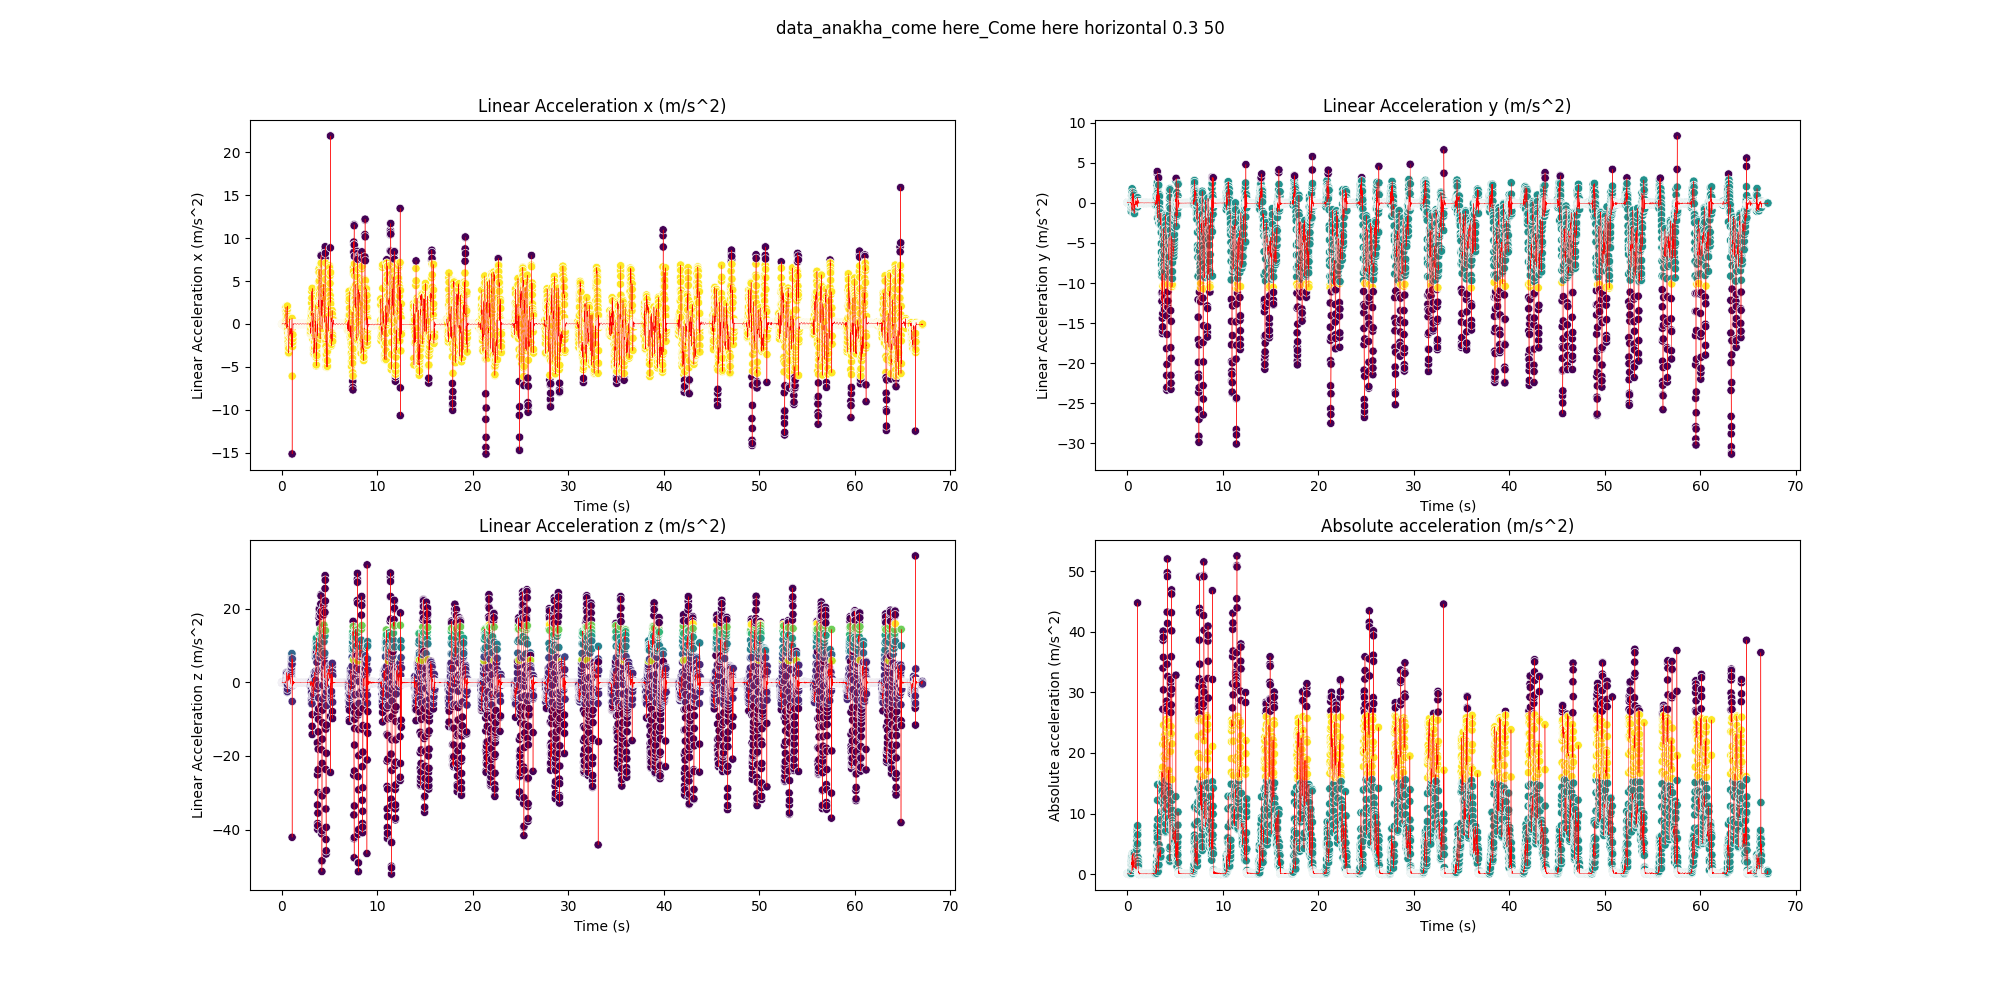 data_anakha_come here_Come here horizontal 0.3 50
Linear Acceleration x (m/s^2)
Linear Acceleration x (m/s^2)
20
15
10
5
0
−5
−10
−15
0 10 20 30 40 50 60 70
Time (s)
Linear Acceleration y (m/s^2)
Linear Acceleration y (m/s^2)
10
5
0
−5
−10
−15
−20
−25
−30
0 10 20 30 40 50 60 70
Time (s)
Linear Acceleration z (m/s^2)
Linear Acceleration z (m/s^2)
20
0
−20
−40
0 10 20 30 40 50 60 70
Time (s)
Absolute acceleration (m/s^2)
Absolute acceleration (m/s^2)
50
40
30
20
10
0
0 10 20 30 40 50 60 70
Time (s)